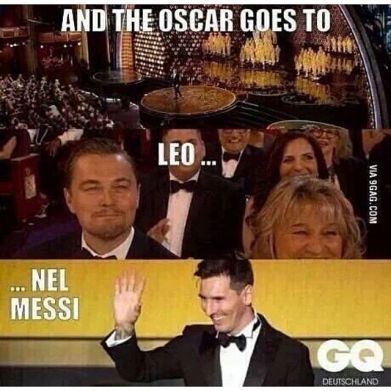 AND THE OSCAR GOES TO
LEO ...
VIA 9GAG.COM
... NEL
MESSI
GQ
DEUTSCHLAND